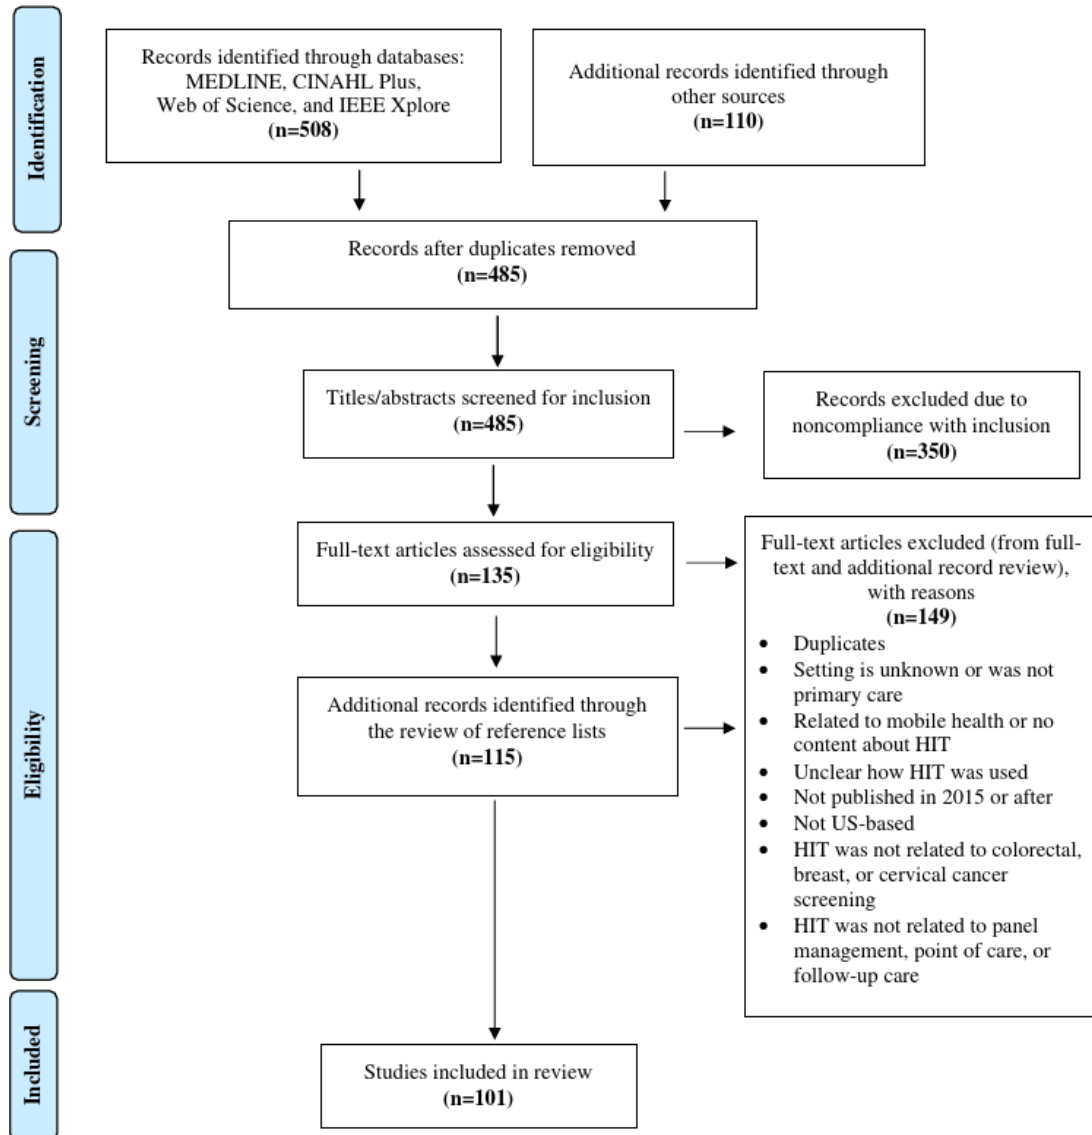 Identification
Records identified through databases:
MEDLINE, CINAHL Plus,
Web of Science, and IEEE Xplore
(n=508)
Additional records identified through
other sources
(n=110)
Records after duplicates removed
(n=485)
Screening
Titles/abstracts screened for inclusion
(n=485)
Records excluded due to
noncompliance with inclusion
(n=350)
Eligibility
Full-text articles assessed for eligibility
(n=135)
Full-text articles excluded (from full-
text and additional record review),
with reasons
(n=149)
• Duplicates
• Setting is unknown or was not
primary care
• Related to mobile health or no
content about HIT
• Unclear how HIT was used
• Not published in 2015 or after
• Not US-based
• HIT was not related to colorectal,
breast, or cervical cancer
screening
• HIT was not related to panel
management, point of care, or
follow-up care
Additional records identified through
the review of reference lists
(n=115)
Included
Studies included in review
(n=101)